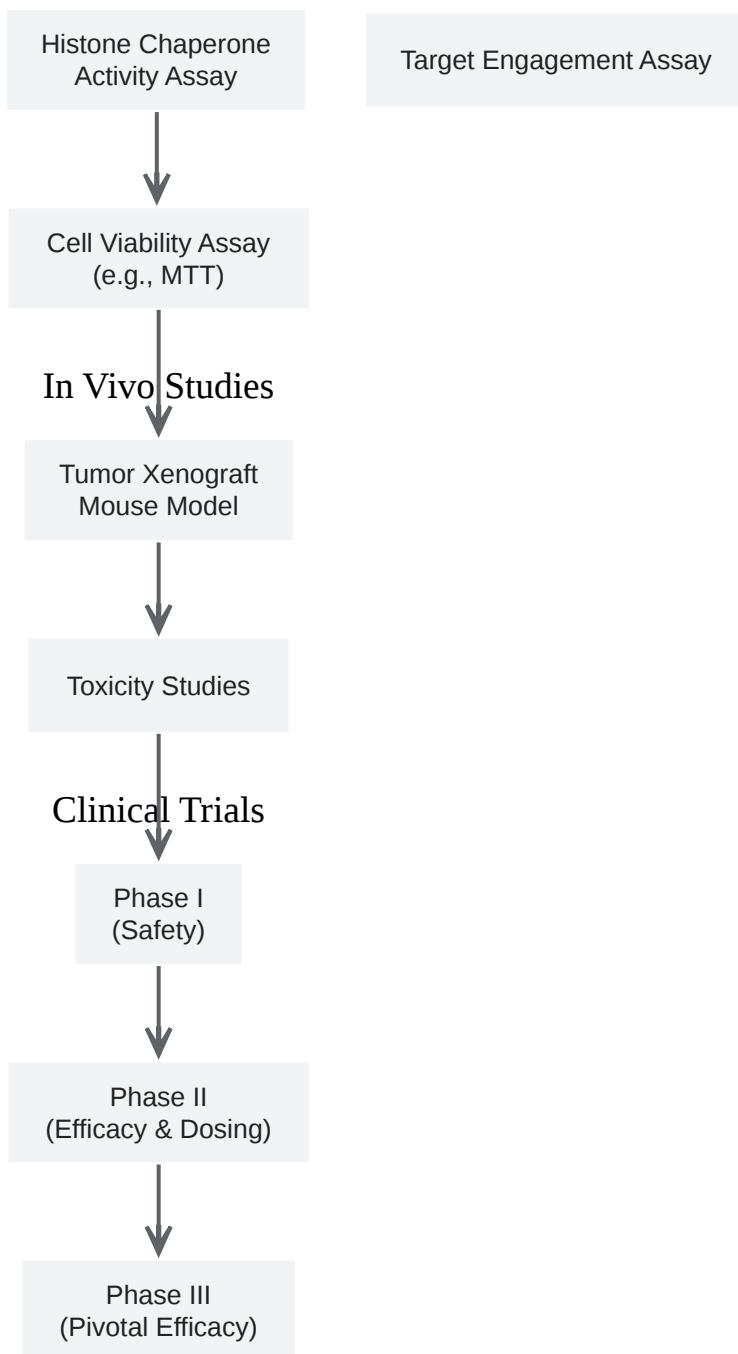 Histone Chaperone
Activity Assay
Target Engagement Assay
Cell Viability Assay
(e.g., MTT)
In Vivo Studies
Tumor Xenograft
Mouse Model
Toxicity Studies
Clinical Trials
Phase I
(Safety)
Phase II
(Efficacy & Dosing)
Phase III
(Pivotal Efficacy)